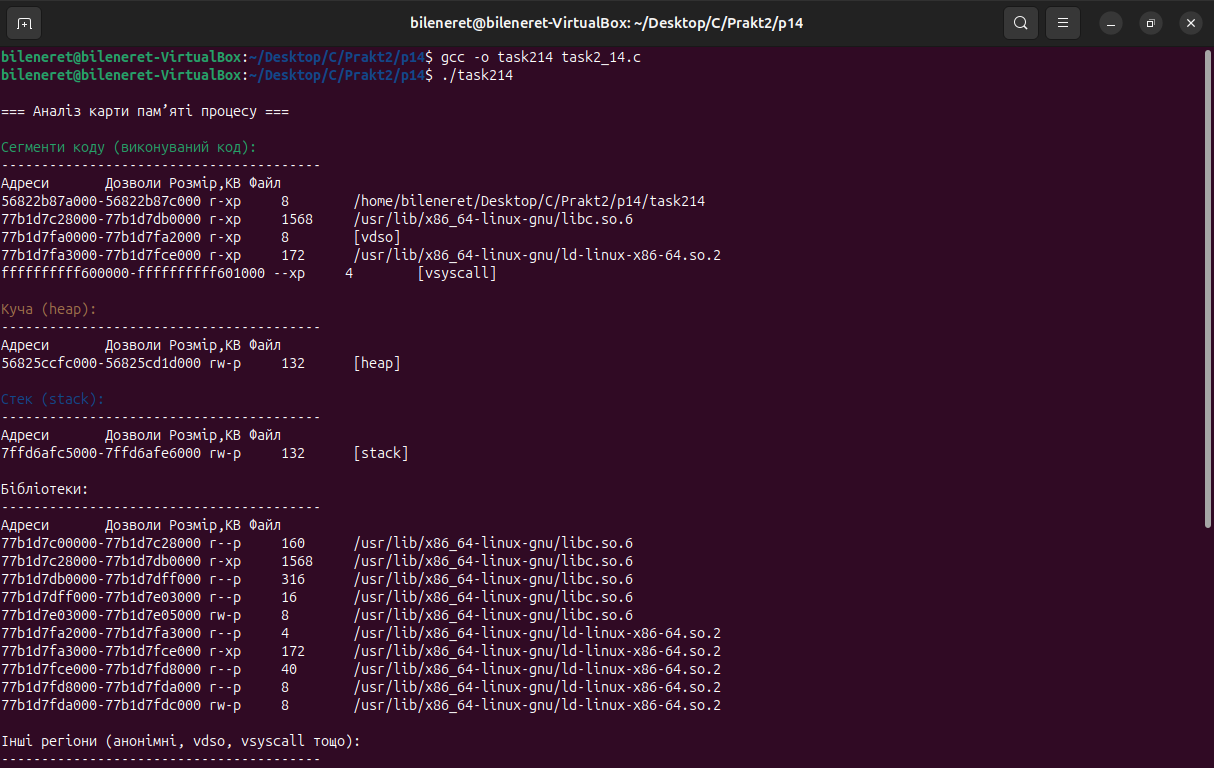 bileneret@bileneret-VirtualBox: ~/Desktop/C/Prakt2/p14
bileneret@bileneret-VirtualBox:~/Desktop/C/Prakt2/p14$ gcc -o task214 task2_14.c
bileneret@bileneret-VirtualBox:~/Desktop/C/Prakt2/p14$ ./task214
=== Аналіз карти пам’яті процесу ===
Сегменти коду (виконуваний код):
----------------------------------------
Адреси       Дозволи Розмір,КВ Файл
56822b87a000-56822b87c000 r-xp     8        /home/bileneret/Desktop/C/Prakt2/p14/task214
77b1d7c28000-77b1d7db0000 r-xp     1568     /usr/lib/x86_64-linux-gnu/libc.so.6
77b1d7fa0000-77b1d7fa2000 r-xp     8        [vdso]
77b1d7fa3000-77b1d7fce000 r-xp     172      /usr/lib/x86_64-linux-gnu/ld-linux-x86-64.so.2
ffffffffff600000-ffffffffff601000 --xp     4        [vsyscall]
Куча (heap):
----------------------------------------
Адреси       Дозволи Розмір,КВ Файл
56825ccfc000-56825cd1d000 rw-p     132      [heap]
Стек (stack):
----------------------------------------
Адреси       Дозволи Розмір,КВ Файл
7ffd6afc5000-7ffd6afe6000 rw-p     132      [stack]
Бібліотеки:
----------------------------------------
Адреси       Дозволи Розмір,КВ Файл
77b1d7c00000-77b1d7c28000 r--p     160      /usr/lib/x86_64-linux-gnu/libc.so.6
77b1d7c28000-77b1d7db0000 r-xp     1568     /usr/lib/x86_64-linux-gnu/libc.so.6
77b1d7db0000-77b1d7dff000 r--p     316      /usr/lib/x86_64-linux-gnu/libc.so.6
77b1d7dff000-77b1d7e03000 r--p     16       /usr/lib/x86_64-linux-gnu/libc.so.6
77b1d7e03000-77b1d7e05000 rw-p     8        /usr/lib/x86_64-linux-gnu/libc.so.6
77b1d7fa2000-77b1d7fa3000 r--p     4        /usr/lib/x86_64-linux-gnu/ld-linux-x86-64.so.2
77b1d7fa3000-77b1d7fce000 r-xp     172      /usr/lib/x86_64-linux-gnu/ld-linux-x86-64.so.2
77b1d7fce000-77b1d7fd8000 r--p     40       /usr/lib/x86_64-linux-gnu/ld-linux-x86-64.so.2
77b1d7fd8000-77b1d7fda000 r--p     8        /usr/lib/x86_64-linux-gnu/ld-linux-x86-64.so.2
77b1d7fda000-77b1d7fdc000 rw-p     8        /usr/lib/x86_64-linux-gnu/ld-linux-x86-64.so.2
Інші регіони (анонімні, vdso, vsyscall тощо):
----------------------------------------